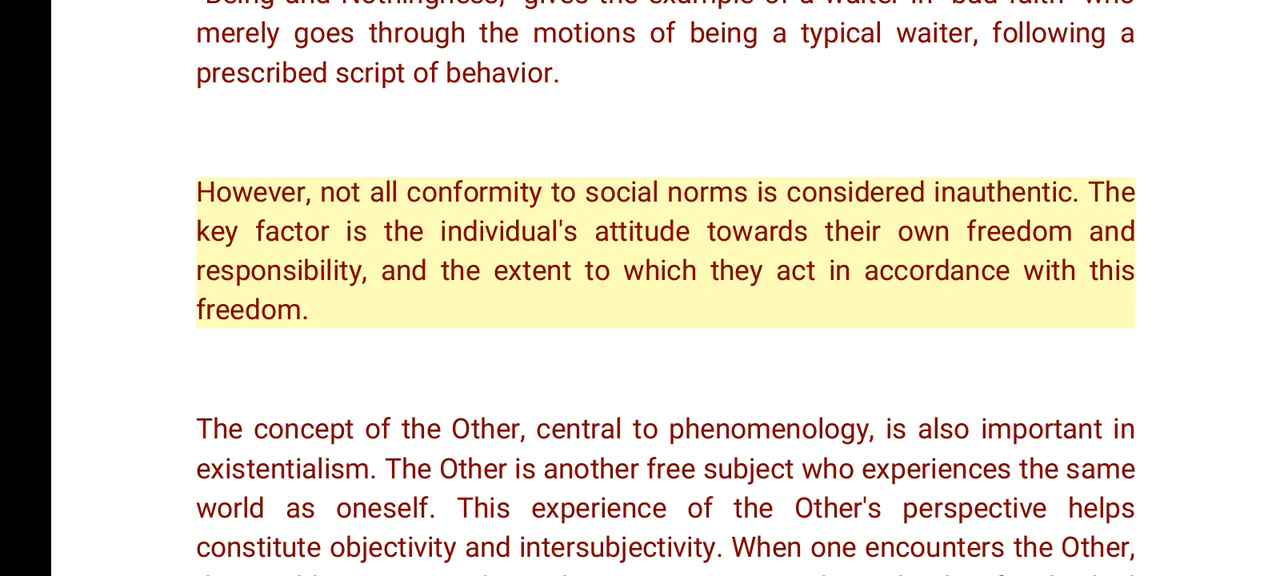 merely goes through the motions of being a typical waiter, following a
prescribed script of behavior.
However, not all conformity to social norms is considered inauthentic. The
key factor is the individual's attitude towards their own freedom and
responsibility, and the extent to which they act in accordance with this
freedom.
The concept of the Other, central to phenomenology, is also important in
existentialism. The Other is another free subject who experiences the same
world as oneself. This experience of the Other's perspective helps
constitute objectivity and intersubjectivity. When one encounters the Other,